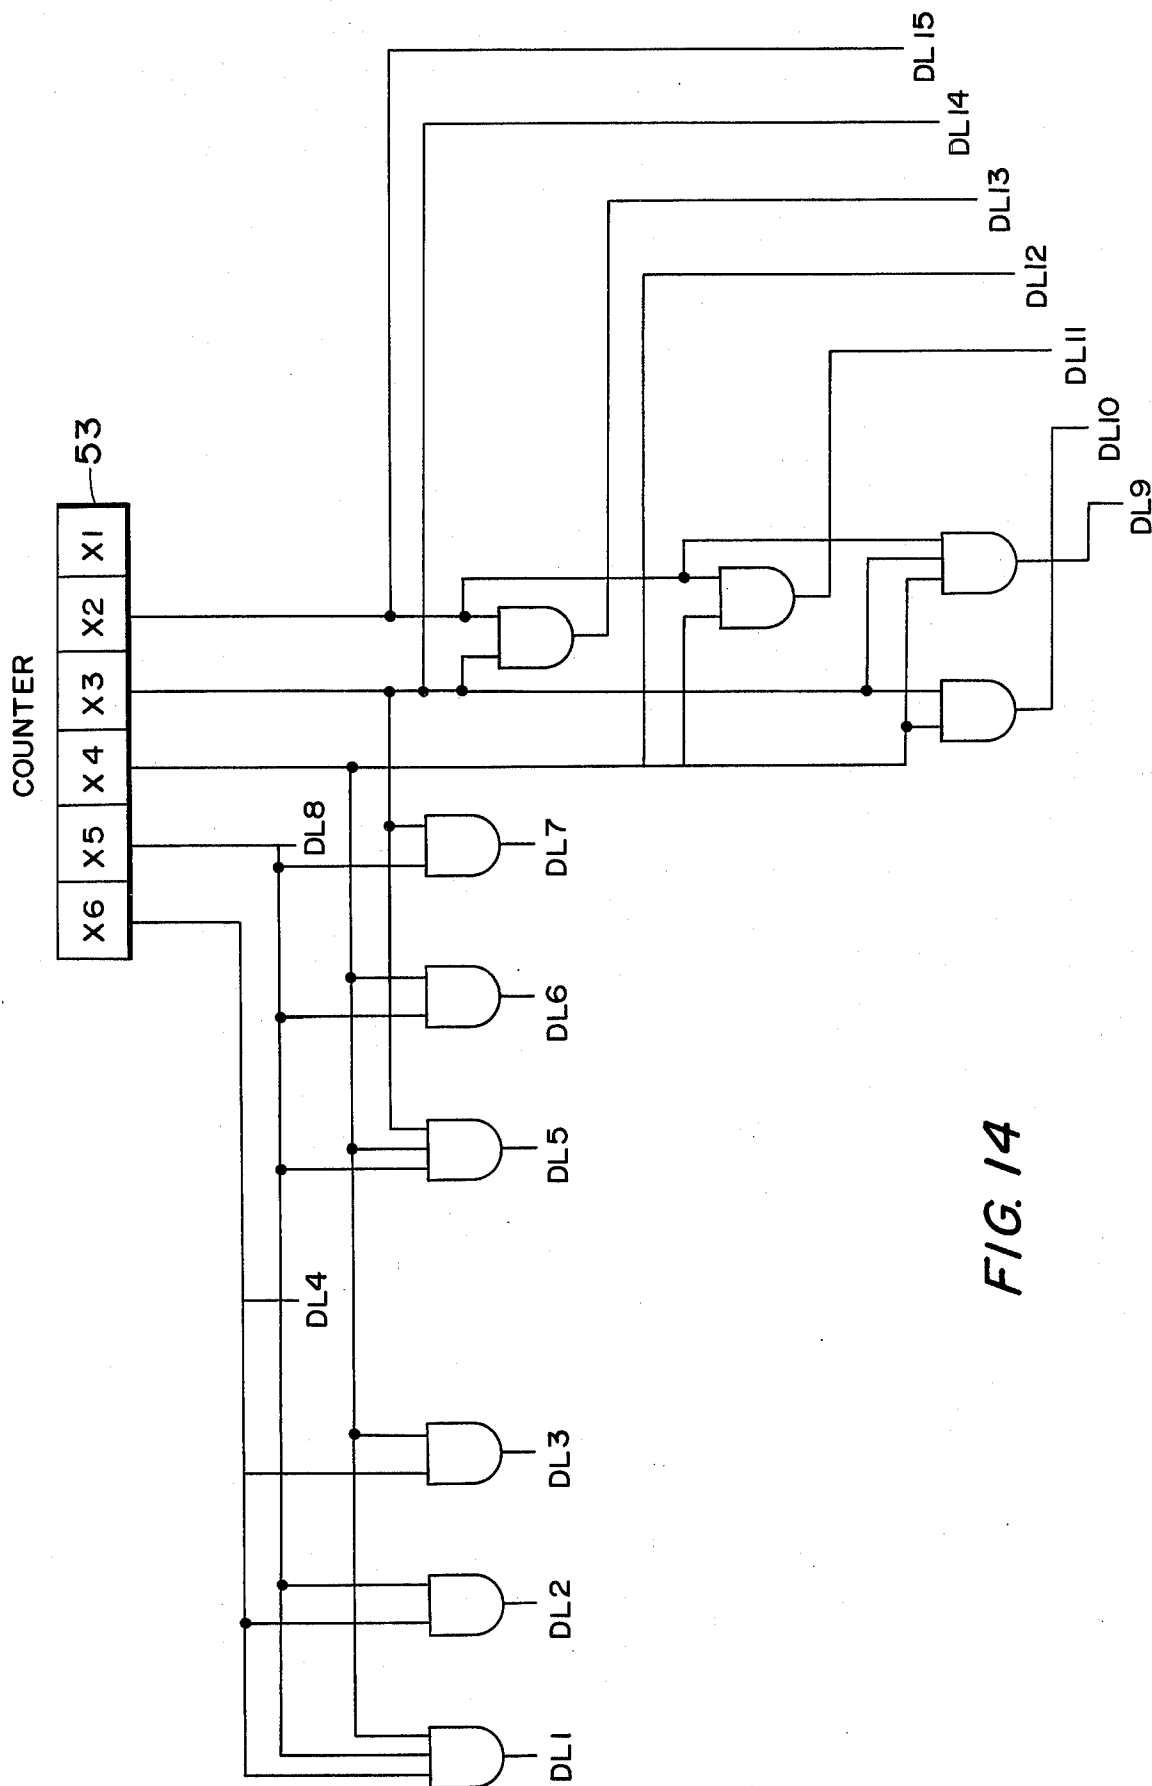 COUNTER
X6 X5 X4 X3 X2 X1
53
DL15
DL14
DL13
DL12
DL11
DL10
DL9
DL8
DL7
DL6
DL5
DL4
DL3
DL2
DL1
FIG. 14